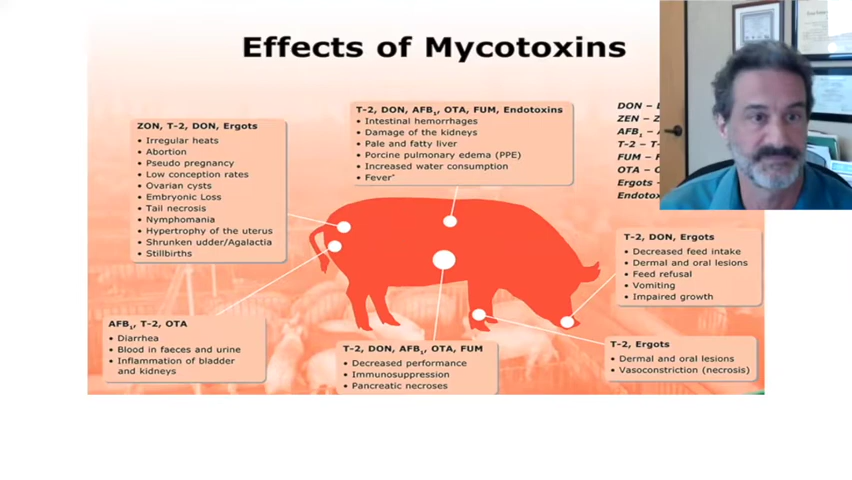 Effects of Mycotoxins
ZON, T-2, DON, Ergots
• Irregular heats
• Abortion
• Pseudo pregnancy
• Low conception rates
• Ovarian cysts
• Embryonic Loss
• Tail necrosis
• Nymphomania
• Hypertrophy of the uterus
• Shrunken udder/Agalactia
• Stillbirths
T-2, DON, AFB₁, OTA, FUM, Endotoxins
• Intestinal hemorrhages
• Damage of the kidneys
• Pale and fatty liver
• Porcine pulmonary edema (PPE)
• Increased water consumption
• Fever*
DON –
ZEN – Z
AFB₁ –
T-2 – T-
FUM –
OTA –
Ergots
T-2, DON, Ergots
• Decreased feed intake
• Dermal and oral lesions
• Feed refusal
• Vomiting
• Impaired growth
AFB₁, T-2, OTA
• Diarrhea
• Blood in faeces and urine
• Inflammation of bladder
and kidneys
T-2, DON, AFB₁, OTA, FUM
• Decreased performance
• Immunosuppression
• Pancreatic necroses
T-2, Ergots
• Dermal and oral lesions
• Vasoconstriction (necrosis)